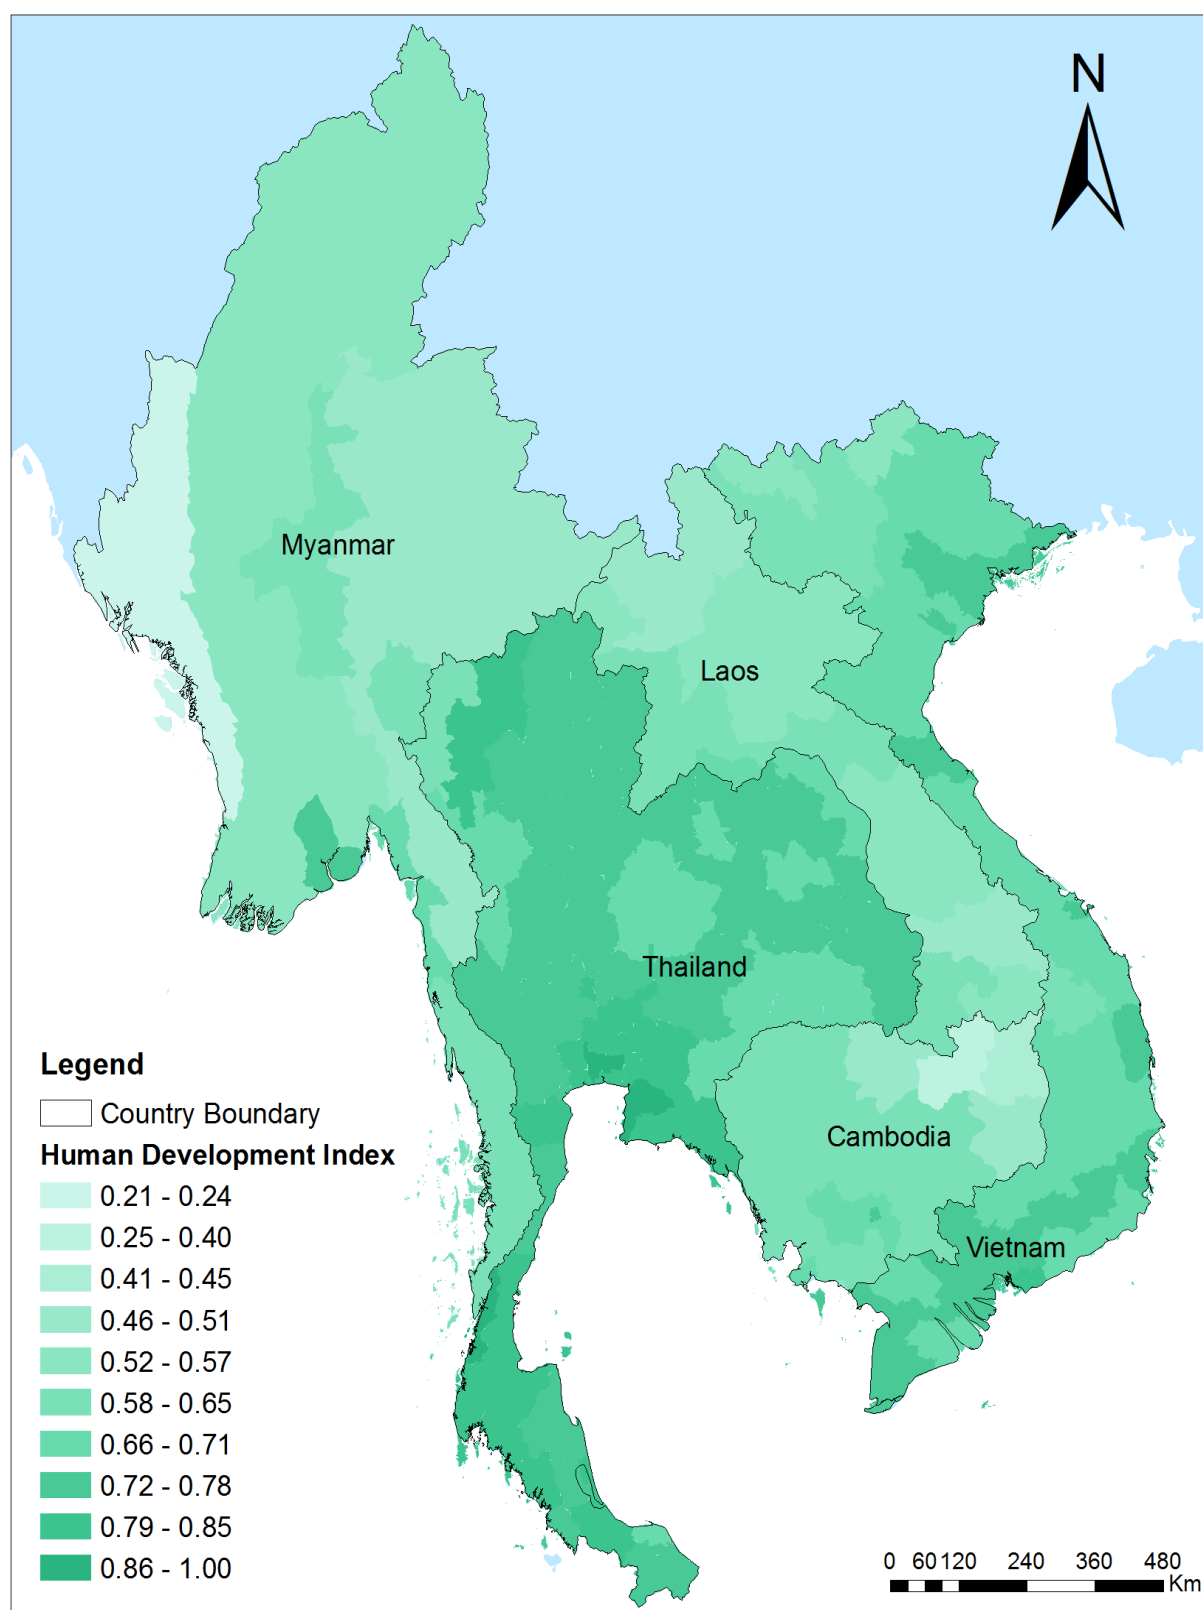 N
Myanmar
Laos
Thailand
Cambodia
Vietnam
Legend
Country Boundary
Human Development Index
0.21 - 0.24
0.25 - 0.40
0.41 - 0.45
0.46 - 0.51
0.52 - 0.57
0.58 - 0.65
0.66 - 0.71
0.72 - 0.78
0.79 - 0.85
0.86 - 1.00
0 60 120 240 360 480
Km